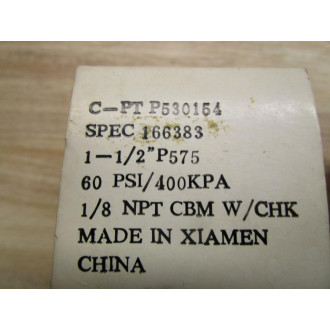 C-PT P530154
SPEC 166383
1-1/2"P575
60 PSI/400KPA
1/8 NPT CBM W/CHK
MADE IN XIAMEN
CHINA